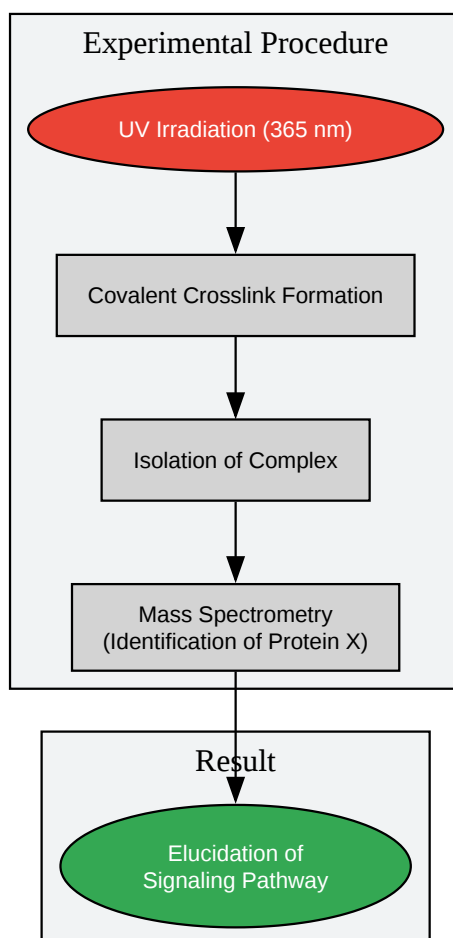 Experimental Procedure
UV Irradiation (365 nm)
Covalent Crosslink Formation
Isolation of Complex
Mass Spectrometry
(Identification of Protein X)
Result
Elucidation of
Signaling Pathway